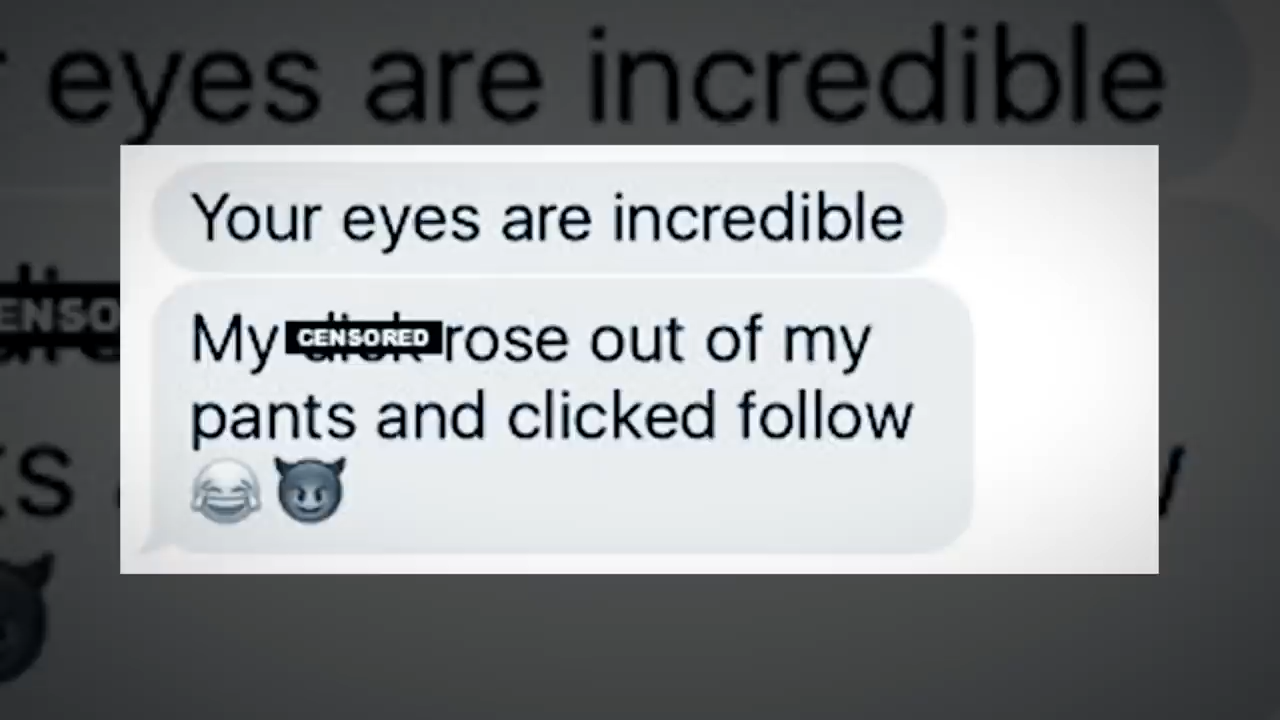 r eyes are incredible
Your eyes are incredible
My CENSORED rose out of my
pants and clicked follow
😂 😈